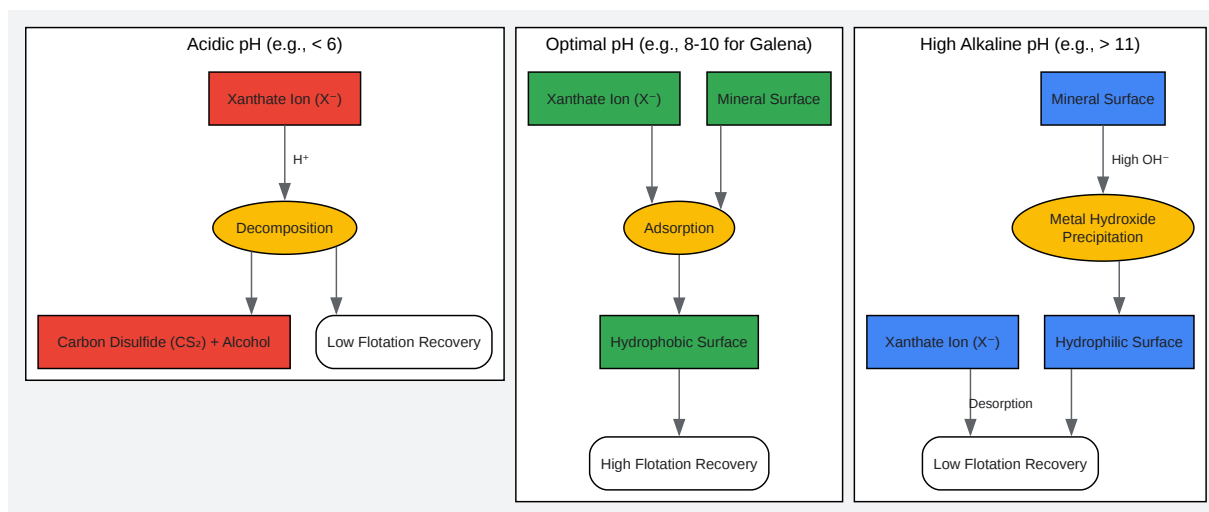 Acidic pH (e.g., < 6)
Xanthate Ion (X⁻)
H⁺
Decomposition
Carbon Disulfide (CS₂) + Alcohol
Low Flotation Recovery
Optimal pH (e.g., 8-10 for Galena)
Xanthate Ion (X⁻)
Mineral Surface
Adsorption
Hydrophobic Surface
High Flotation Recovery
High Alkaline pH (e.g., > 11)
Mineral Surface
High OH⁻
Metal Hydroxide
Precipitation
Xanthate Ion (X⁻)
Hydrophilic Surface
Desorption
Low Flotation Recovery